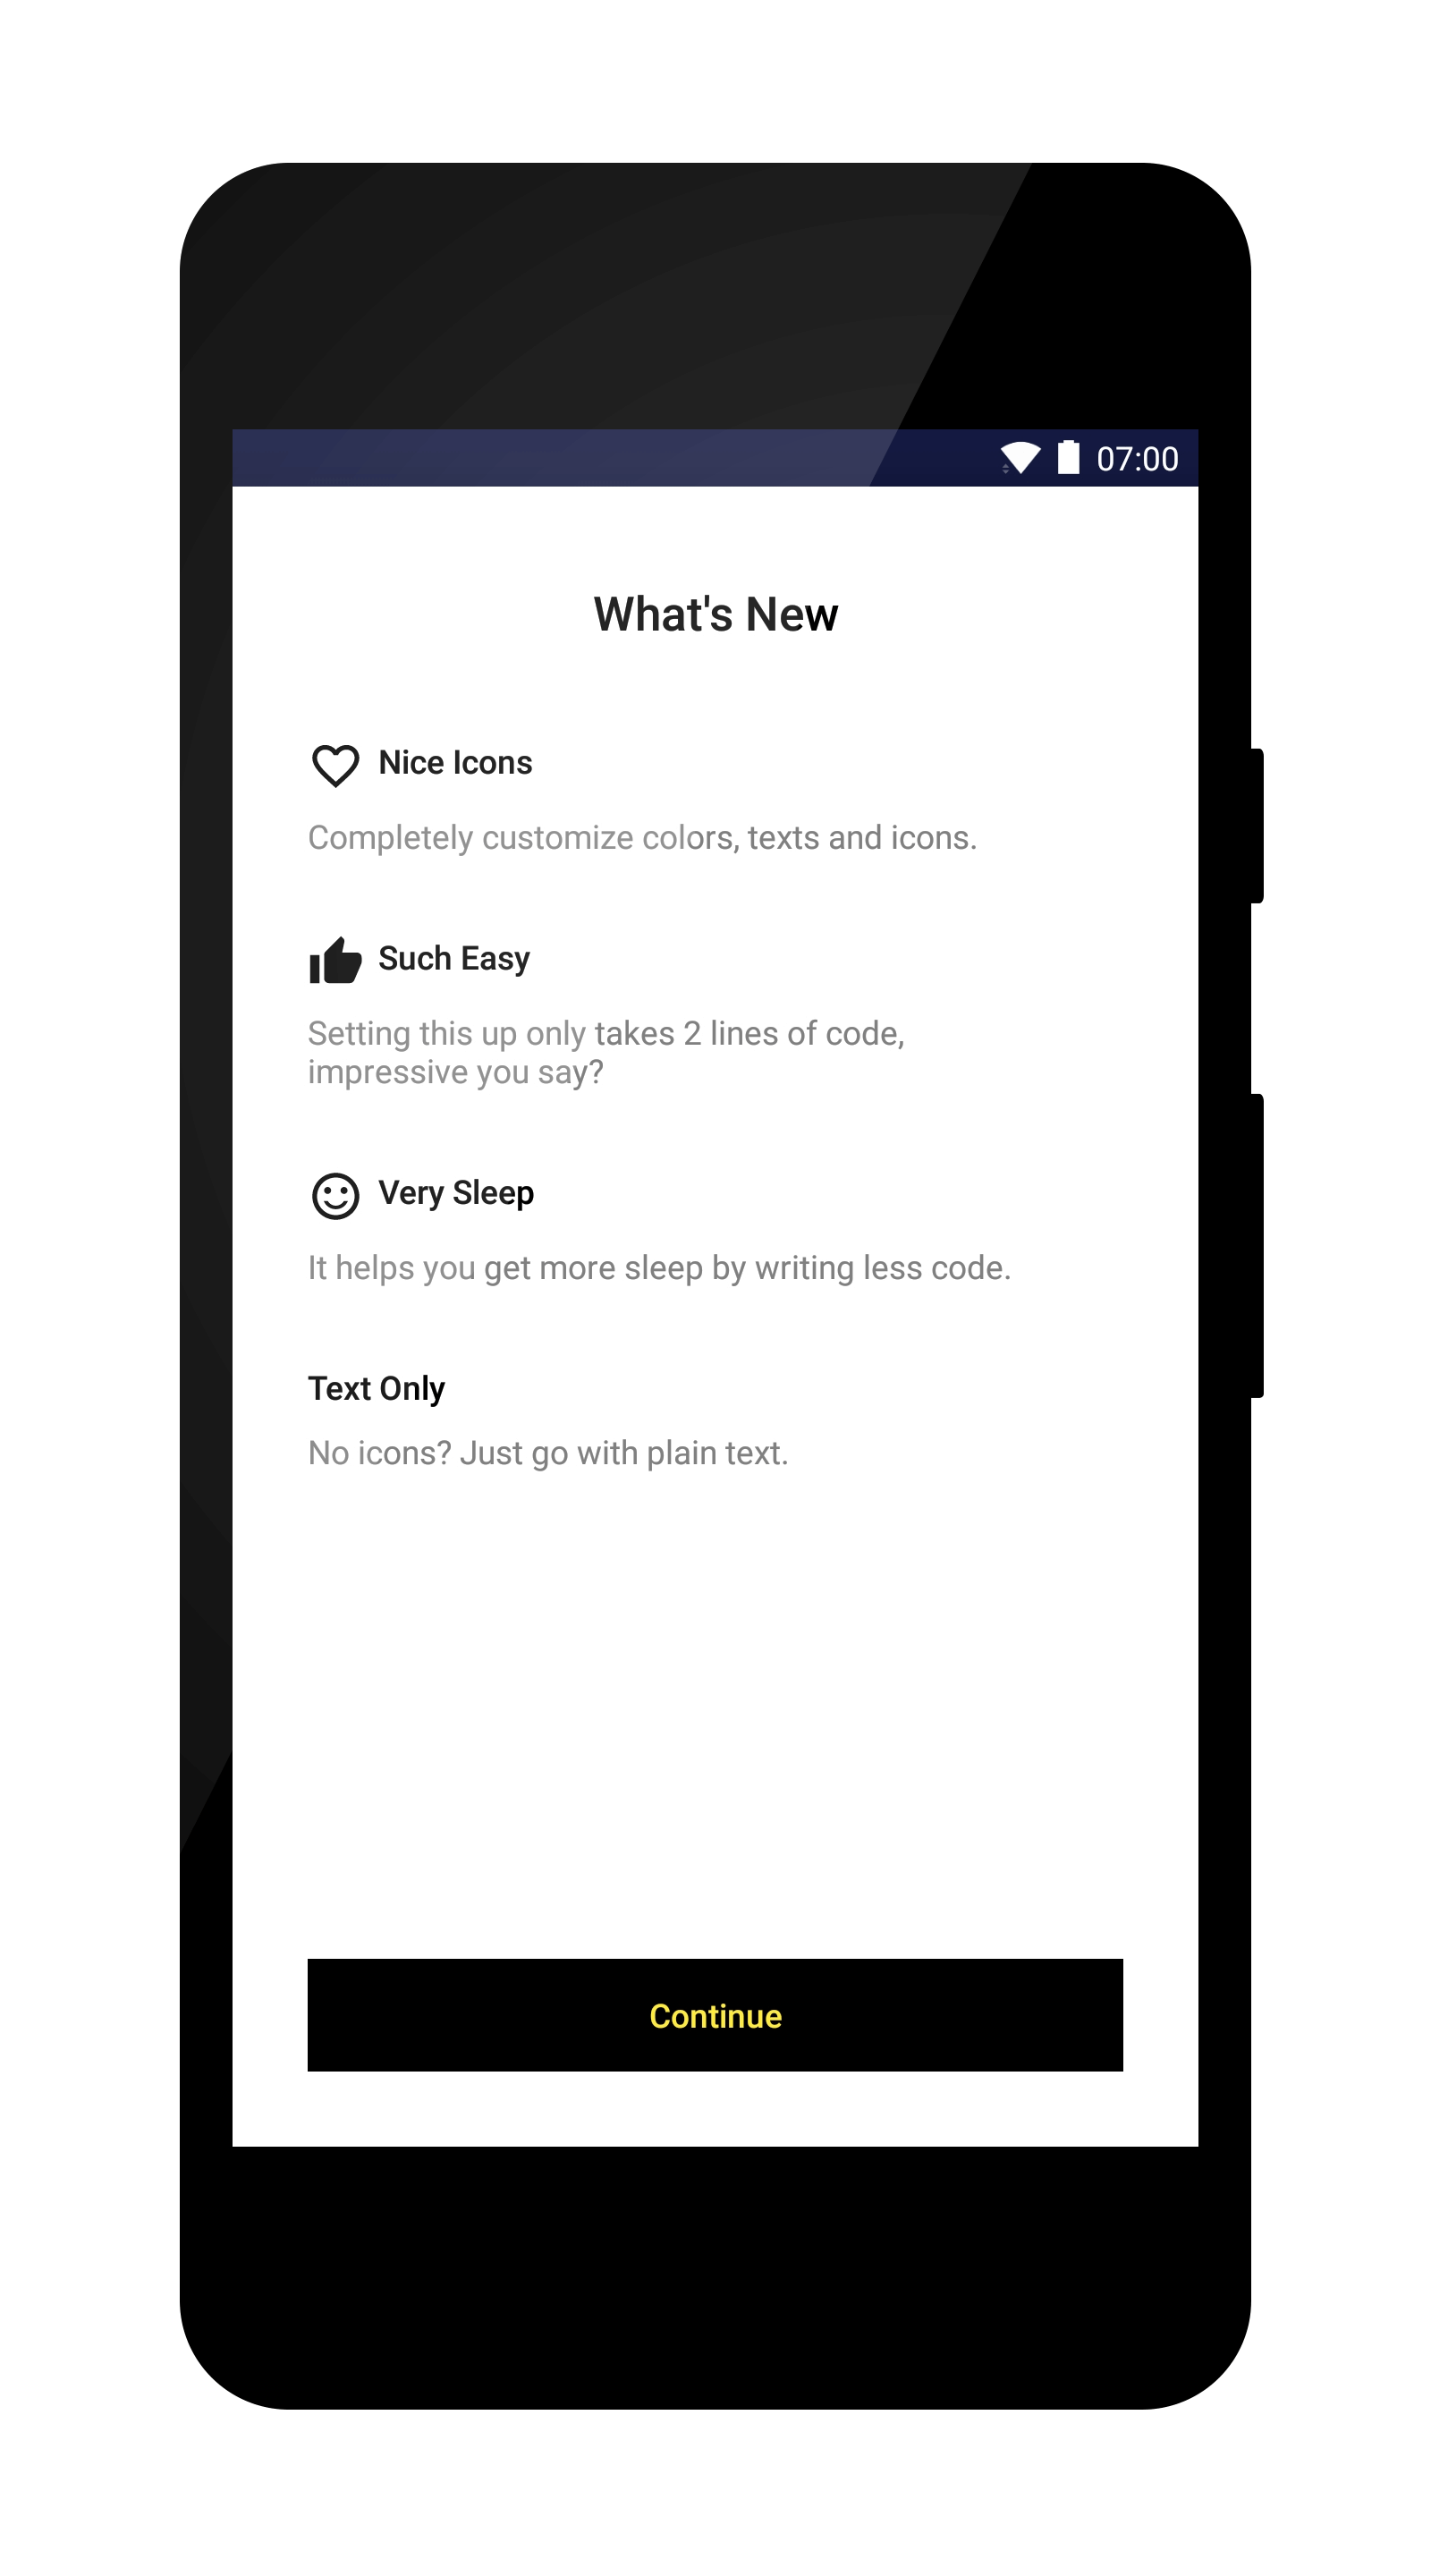 07:00
What's New
Nice Icons
Completely customize colors, texts and icons.
Such Easy
Setting this up only takes 2 lines of code,
impressive you say?
Very Sleep
It helps you get more sleep by writing less code.
Text Only
No icons? Just go with plain text.
Continue